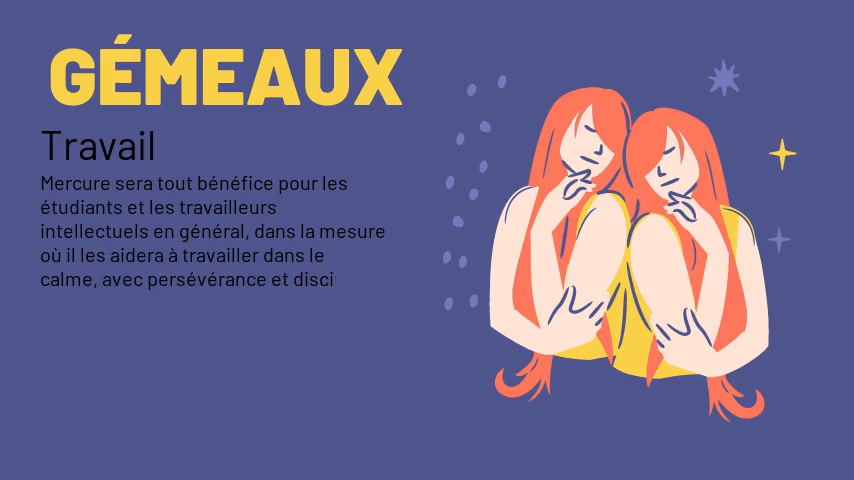 GÉMEAUX
Travail
Mercure sera tout bénéfice pour les
étudiants et les travailleurs
intellectuels en général, dans la mesure
où il les aidera à travailler dans le
calme, avec persévérance et disci